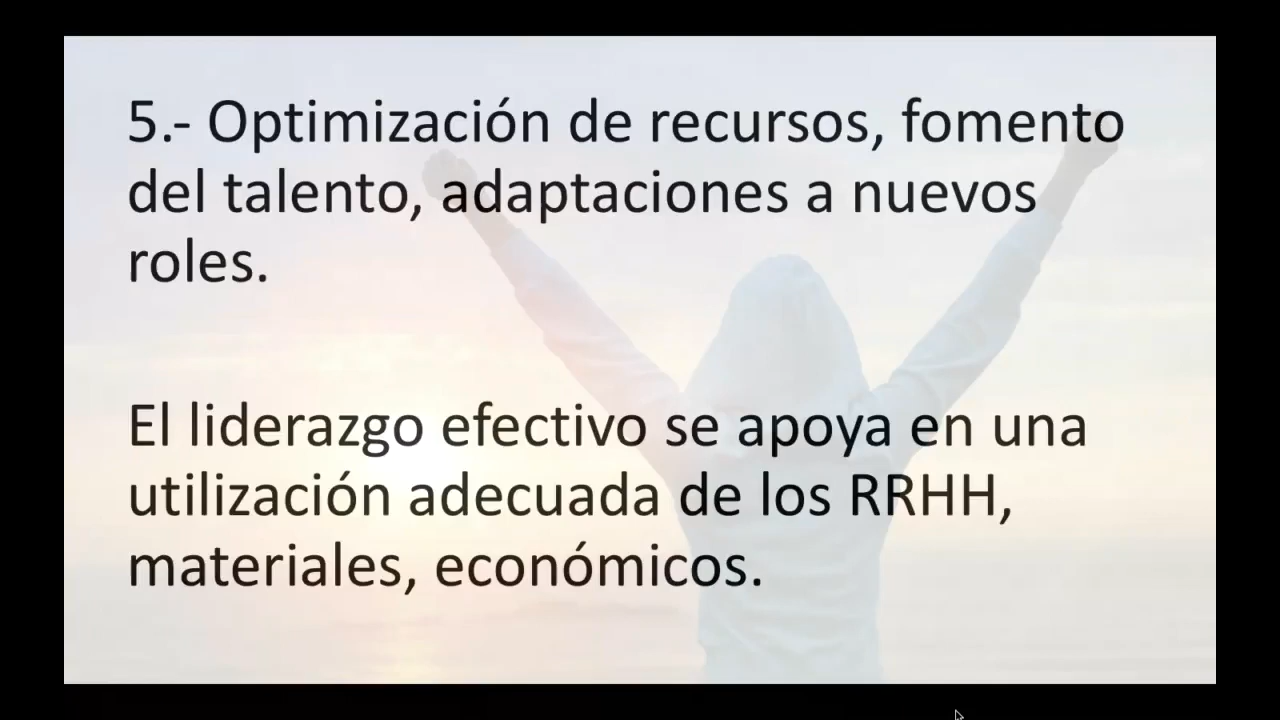 5.- Optimización de recursos, fomento
del talento, adaptaciones a nuevos
roles.
El liderazgo efectivo se apoya en una
utilización adecuada de los RRHH,
materiales, económicos.